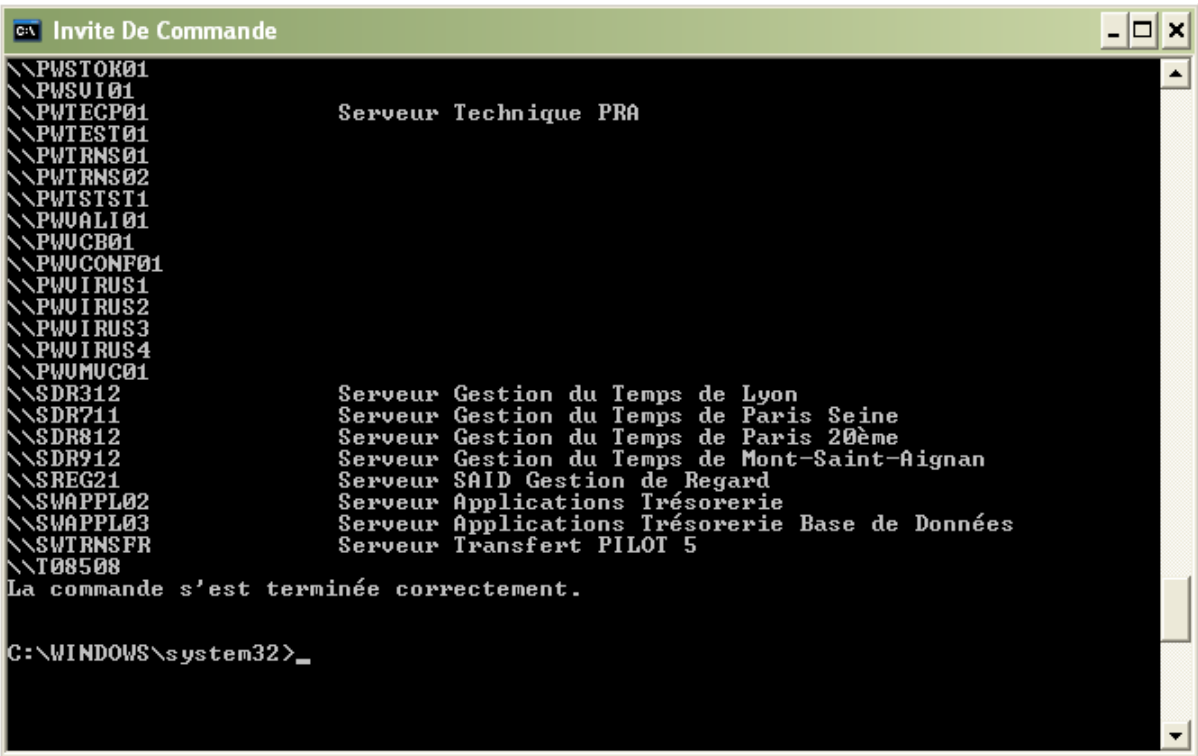 Invite De Commande
\\PWSTOK01
\\PWSVI01
\\PWTECP01 Serveur Technique PRA
\\PWTEST01
\\PWTRNS01
\\PWTRNS02
\\PWTSTST1
\\PWVALI01
\\PWVCB01
\\PWVCONF01
\\PWVIRUS1
\\PWVIRUS2
\\PWVIRUS3
\\PWVIRUS4
\\PWVMVC01
\\SDR312 Serveur Gestion du Temps de Lyon
\\SDR711 Serveur Gestion du Temps de Paris Seine
\\SDR812 Serveur Gestion du Temps de Paris 20ème
\\SDR912 Serveur Gestion du Temps de Mont-Saint-Aignan
\\SREG21 Serveur SAID Gestion de Regard
\\SWAPPL02 Serveur Applications Trésorerie
\\SWAPPL03 Serveur Applications Trésorerie Base de Données
\\SWTRNSFR Serveur Transfert PILOT 5
\\T08508
La commande s'est terminée correctement.
C:\WINDOWS\system32>_